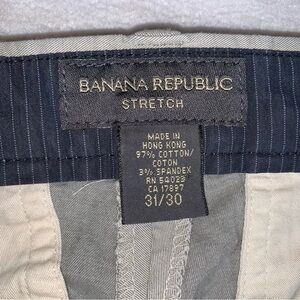 BANANA REPUBLIC
STRETCH
MADE IN
HONG KONG
97% COTTON/
COTON
3% SPANDEX
RN 54023
CA 17897
31/30